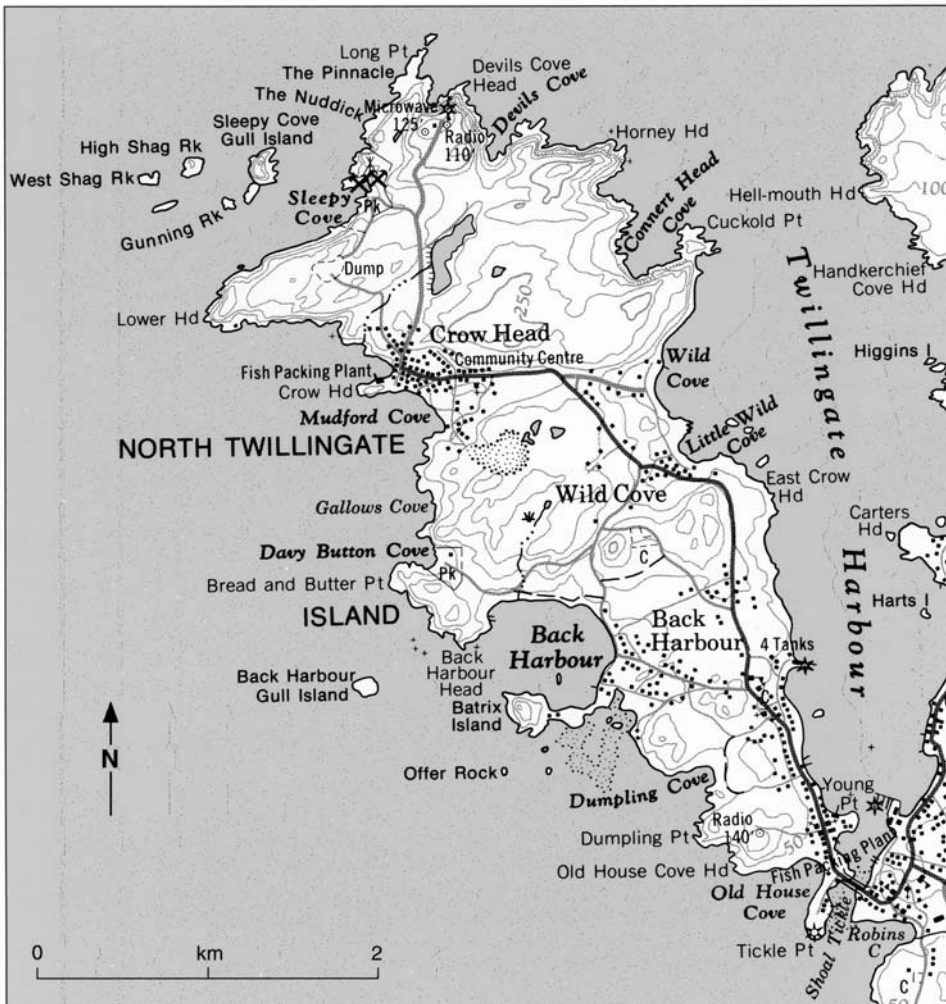 Long Pt
The Pinnacle
Devils Cove
Head
The Nuddick
Microwave
125'
Devils Cove
Sleepy Cove
Gull Island
Radio
110'
Horney Hd
High Shag Rk
West Shag Rk
Hell-mouth Hd
100
Sleepy
Cove
Pk
Gunning Rk
Connert Head
Cove
Cuckold Pt
Dump
Handkerchief
Cove Hd
250
Lower Hd
Twillingate
Harbour
Crow Head
Community Centre
Wild
Cove
Higgins I
Fish Packing Plant
Crow Hd
Mudford Cove
NORTH TWILLINGATE
ISLAND
Little Wild
Cove
East Crow
Hd
Wild Cove
Gallows Cove
Carters
Hd
Davy Button Cove
Pk
C
Bread and Butter Pt
Harts I
Back
Harbour
Back
Harbour
4 Tanks
Back
Harbour
Head
Back Harbour
Gull Island
Batrix
Island
N
Offer Rock
Dumpling Cove
Young
Pt
Radio
140'
50
Dumpling Pt
Fish Packing Plant
Old House Cove Hd
Old House
Cove
Shoal Tickle
Robins
C
Tickle Pt
C
50
0
km
2